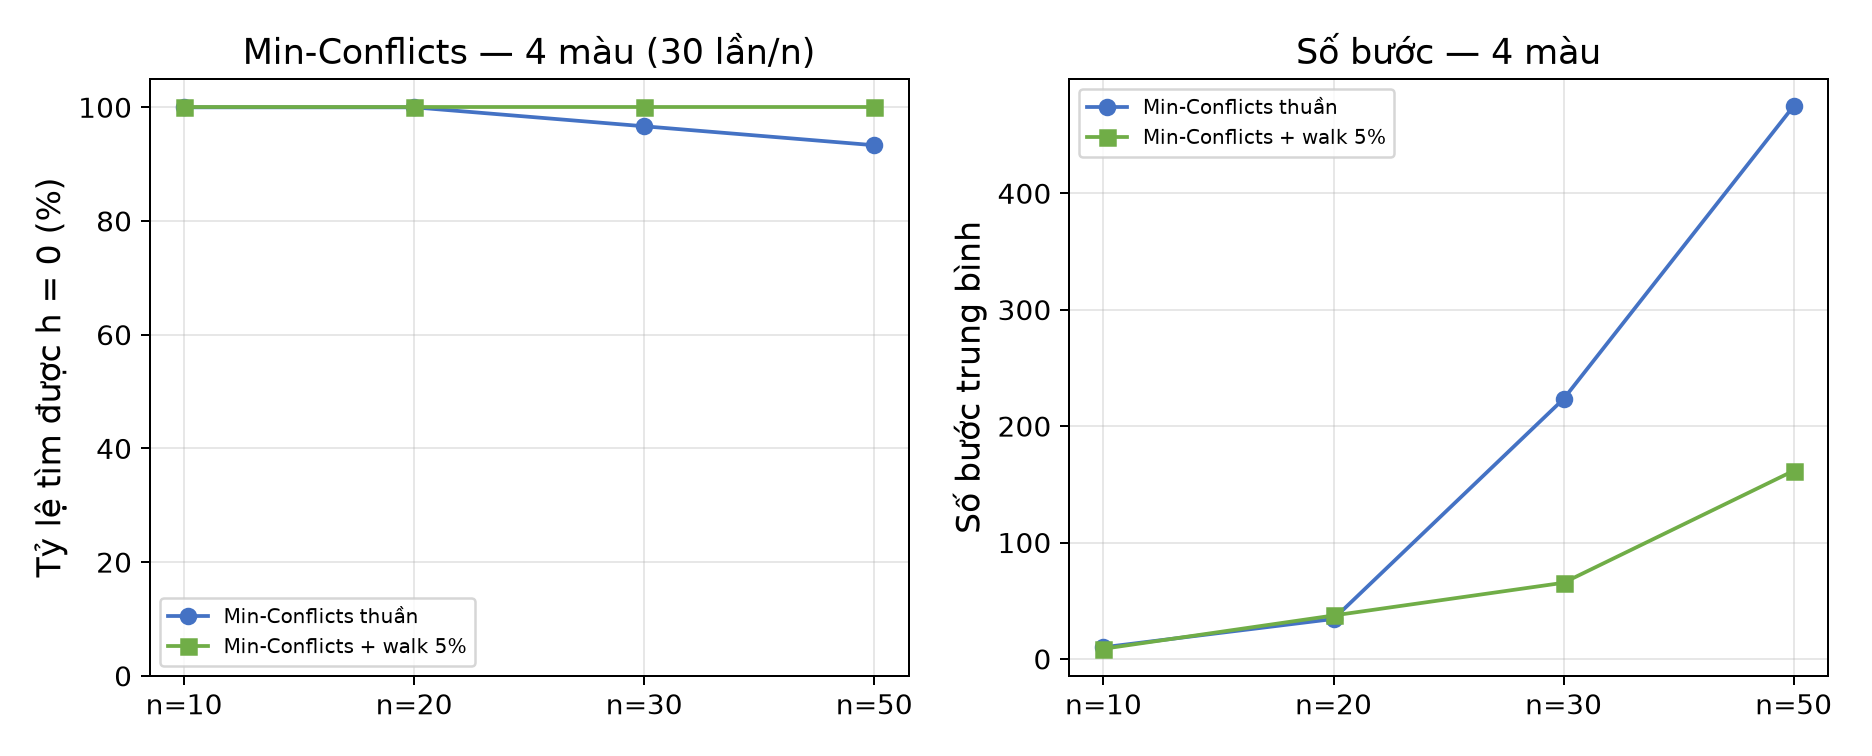 Min-Conflicts — 4 màu (30 lần/n)
Tỷ lệ tìm được h = 0 (%)
100
80
60
40
20
0
Min-Conflicts thuần
Min-Conflicts + walk 5%
n=10
n=20
n=30
n=50
Số bước — 4 màu
Số bước trung bình
Min-Conflicts thuần
Min-Conflicts + walk 5%
400
300
200
100
0
n=10
n=20
n=30
n=50